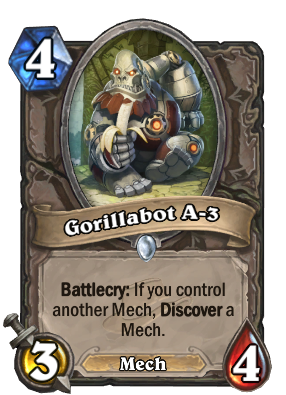 4
Gorillabot A-3
Battlecry: If you control
another Mech, Discover a
Mech.
3
Mech
4